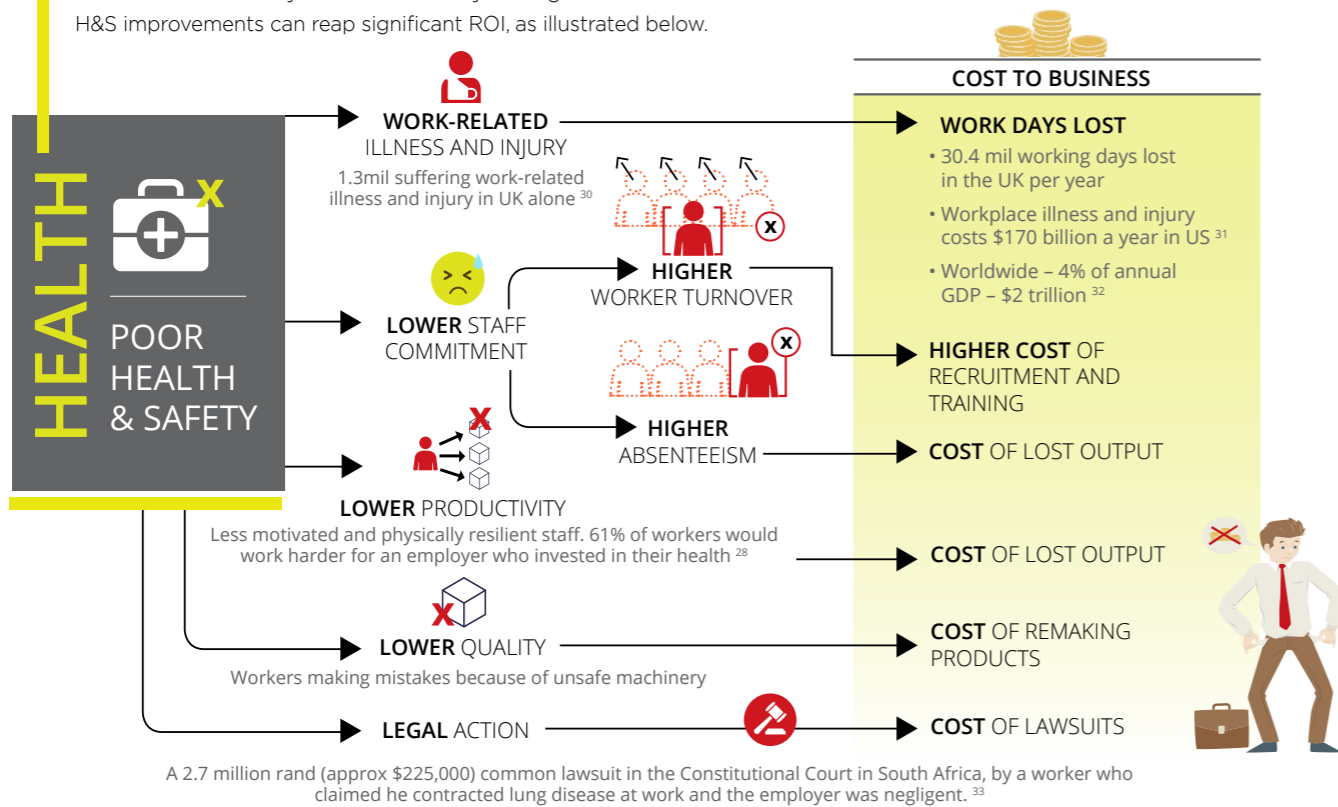 H&S improvements can reap significant ROI, as illustrated below.
HEALTH
X
POOR
HEALTH
& SAFETY
WORK-RELATED
ILLNESS AND INJURY
1.3mil suffering work-related
illness and injury in UK alone 30
LOWER STAFF
COMMITMENT
X
HIGHER
WORKER TURNOVER
X
HIGHER
ABSENTEEISM
X
LOWER PRODUCTIVITY
Less motivated and physically resilient staff. 61% of workers would
work harder for an employer who invested in their health 28
X
LOWER QUALITY
Workers making mistakes because of unsafe machinery
LEGAL ACTION
COST TO BUSINESS
WORK DAYS LOST
• 30.4 mil working days lost
in the UK per year
• Workplace illness and injury
costs $170 billion a year in US 31
• Worldwide – 4% of annual
GDP – $2 trillion 32
HIGHER COST OF
RECRUITMENT AND
TRAINING
COST OF LOST OUTPUT
COST OF LOST OUTPUT
COST OF REMAKING
PRODUCTS
COST OF LAWSUITS
A 2.7 million rand (approx $225,000) common lawsuit in the Constitutional Court in South Africa, by a worker who
claimed he contracted lung disease at work and the employer was negligent. 33